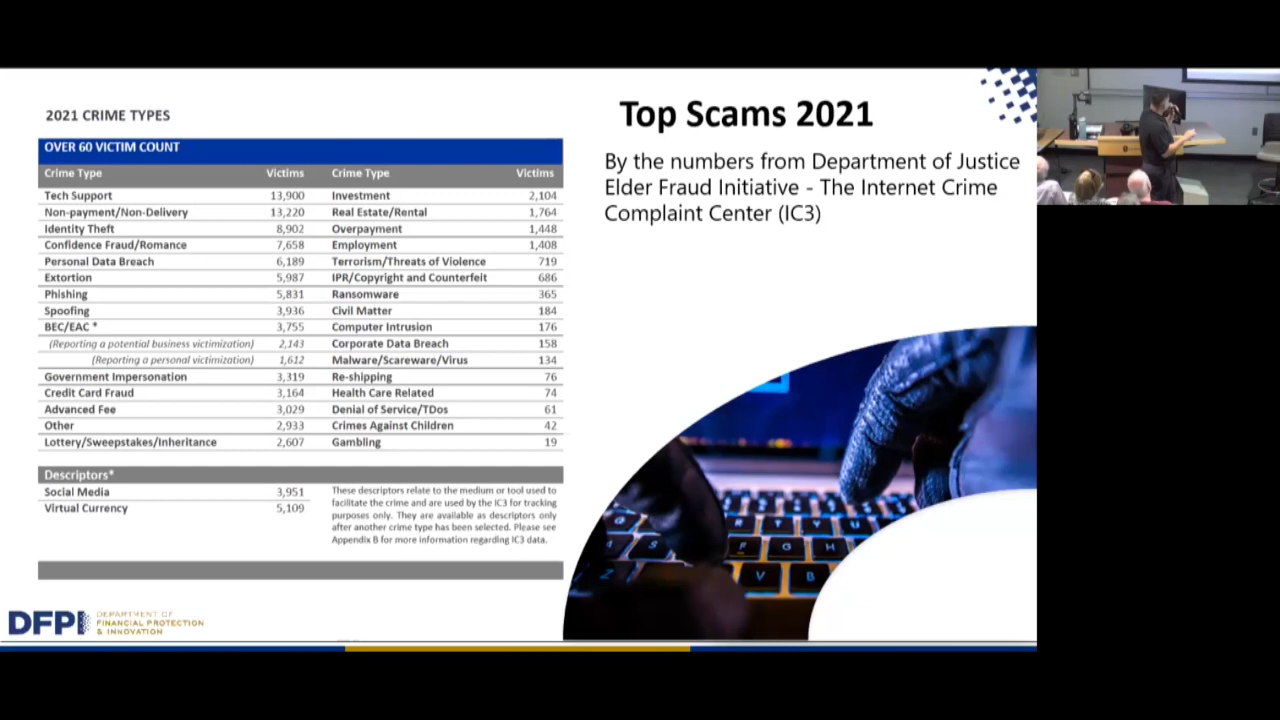 2021 CRIME TYPES
OVER 60 VICTIM COUNT
Crime Type Victims Crime Type Victims
Tech Support 13,900 Investment 2,104
Non-payment/Non-Delivery 13,220 Real Estate/Rental 1,764
Identity Theft 8,902 Overpayment 1,448
Confidence Fraud/Romance 7,658 Employment 1,408
Personal Data Breach 6,189 Terrorism/Threats of Violence 719
Extortion 5,987 IPR/Copyright and Counterfeit 686
Phishing 5,831 Ransomware 365
Spoofing 3,936 Civil Matter 184
BEC/EAC * 3,755 Computer Intrusion 176
(Reporting a potential business victimization) 2,143 Corporate Data Breach 158
(Reporting a personal victimization) 1,612 Malware/Scareware/Virus 134
Government Impersonation 3,319 Re-shipping 76
Credit Card Fraud 3,164 Health Care Related 74
Advanced Fee 3,029 Denial of Service/TDos 61
Other 2,933 Crimes Against Children 42
Lottery/Sweepstakes/Inheritance 2,607 Gambling 19
Descriptors*
Social Media 3,951
Virtual Currency 5,109
These descriptors relate to the medium or tool used to
facilitate the crime and are used by the IC3 for tracking
purposes only. They are available as descriptors only
after another crime type has been selected. Please see
Appendix B for more information regarding IC3 data.
Top Scams 2021
By the numbers from Department of Justice
Elder Fraud Initiative - The Internet Crime
Complaint Center (IC3)
R T Y U
S F G H
Z V B
DFPI
DEPARTMENT OF
FINANCIAL PROTECTION
& INNOVATION